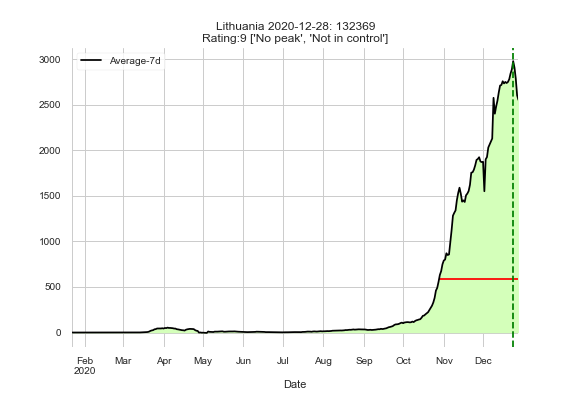 Lithuania 2020-12-28: 132369
Rating:9 ['No peak', 'Not in control']
Average-7d
3000
2500
2000
1500
1000
500
0
Feb Mar Apr May Jun Jul Aug Sep Oct Nov Dec
2020
Date